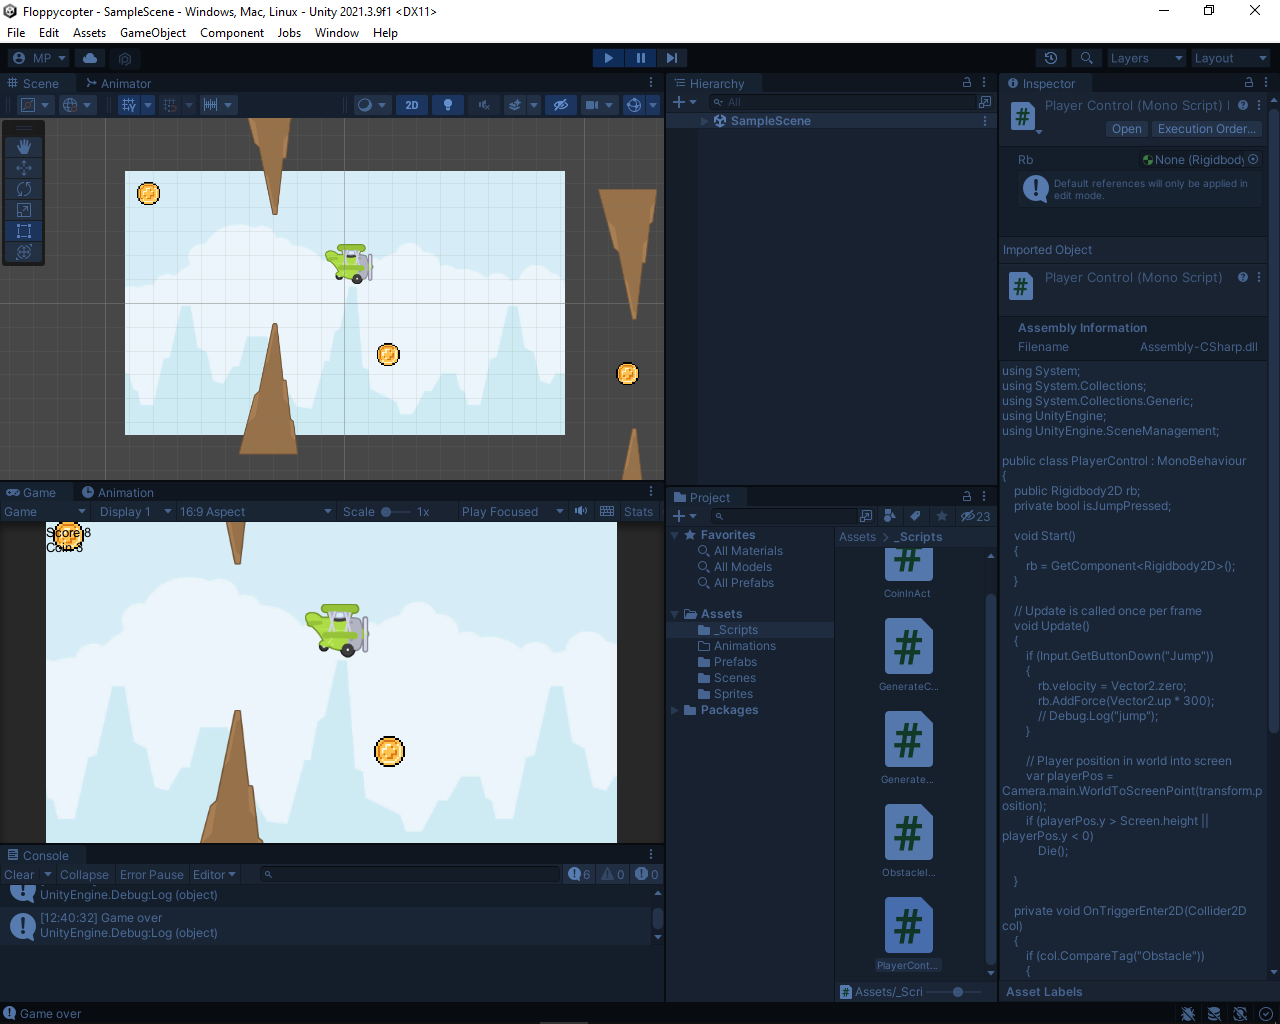 Floppycopter - SampleScene - Windows, Mac, Linux - Unity 2021.3.9f1 <DX11>
File Edit Assets GameObject Component Jobs Window Help
MP
Layers
Layout
Scene
Animator
2D
Game
Animation
Game
Display 1
16:9 Aspect
Scale
1x
Play Focused
Stats
Score 8
Coin 3
Console
Clear
Collapse
Error Pause
Editor
6
0
0
UnityEngine.Debug:Log (object)
[12:40:32] Game over
UnityEngine.Debug:Log (object)
Game over
Hierarchy
All
SampleScene
Project
23
Favorites
All Materials
All Models
All Prefabs
Assets
_Scripts
Animations
Prefabs
Scenes
Sprites
Packages
Assets > _Scripts
CoinInAct
GenerateC...
Generate...
ObstacleI...
PlayerCont...
Assets/_Scri
Inspector
Player Control (Mono Script)
Open
Execution Order...
Rb
None (Rigidbody
Default references will only be applied in
edit mode.
Imported Object
Player Control (Mono Script)
Assembly Information
Filename
Assembly-CSharp.dll
using System;
using System.Collections;
using System.Collections.Generic;
using UnityEngine;
using UnityEngine.SceneManagement;
public class PlayerControl : MonoBehaviour
{
public Rigidbody2D rb;
private bool isJumpPressed;
void Start()
{
rb = GetComponent<Rigidbody2D>();
}
// Update is called once per frame
void Update()
{
if (Input.GetButtonDown("Jump"))
{
rb.velocity = Vector2.zero;
rb.AddForce(Vector2.up * 300);
// Debug.Log("jump");
}
// Player position in world into screen
var playerPos =
Camera.main.WorldToScreenPoint(transform.p
osition);
if (playerPos.y > Screen.height ||
playerPos.y < 0)
Die();
}
private void OnTriggerEnter2D(Collider2D
col)
{
if (col.CompareTag("Obstacle"))
{
Asset Labels